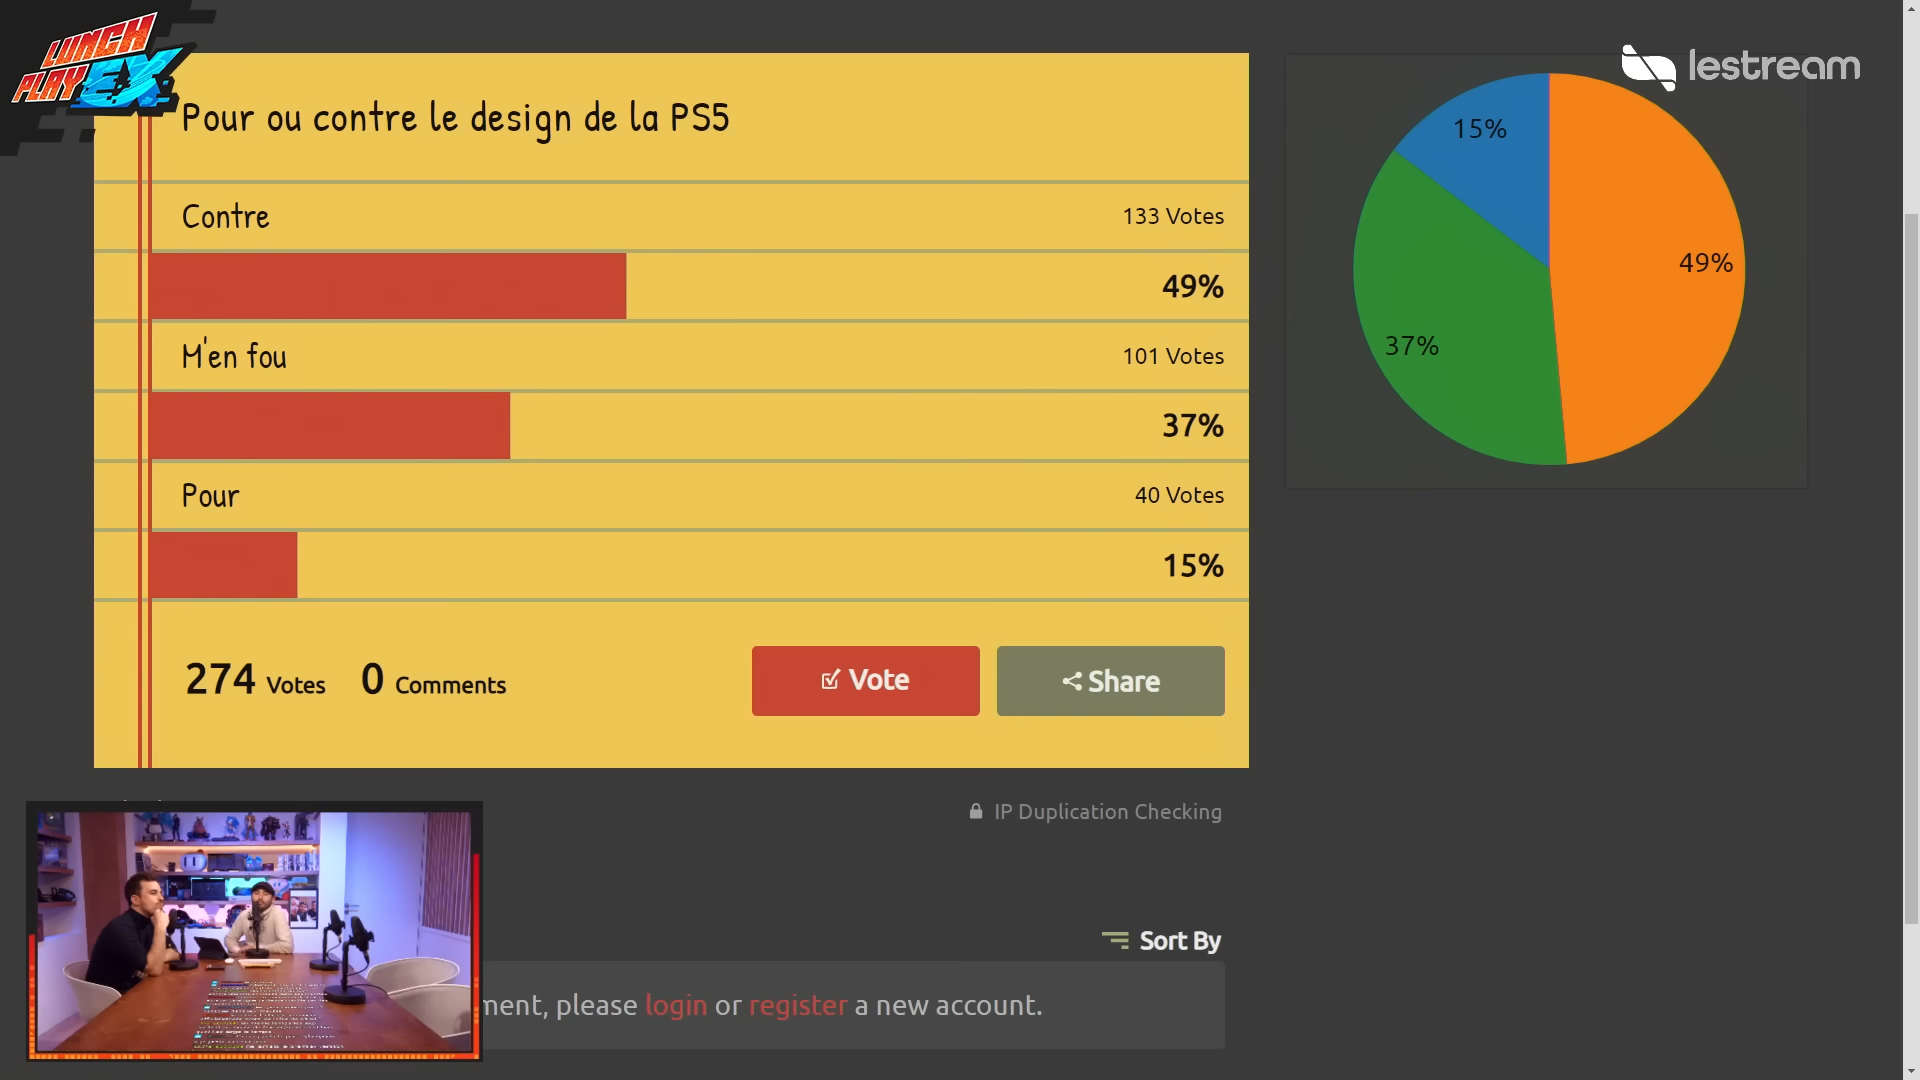 LUNCH
PLAY EX
lestream
Pour ou contre le design de la PS5
Contre
133 Votes
49%
M'en fou
101 Votes
37%
Pour
40 Votes
15%
274 Votes 0 Comments
Vote
Share
15%
49%
37%
IP Duplication Checking
Sort By
ment, please login or register a new account.